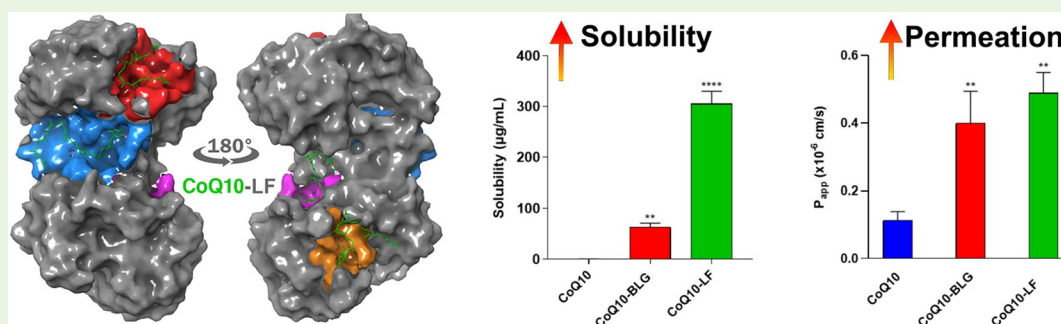 180°
CoQ10-LF
Solubility
Solubility (µg/mL)
400
300
200
100
0
**
****
CoQ10
CoQ10-BLG
CoQ10-LF
Permeation
Papp (x10-6 cm/s)
0.6
0.4
0.2
0.0
**
**
CoQ10
CoQ10-BLG
CoQ10-LF